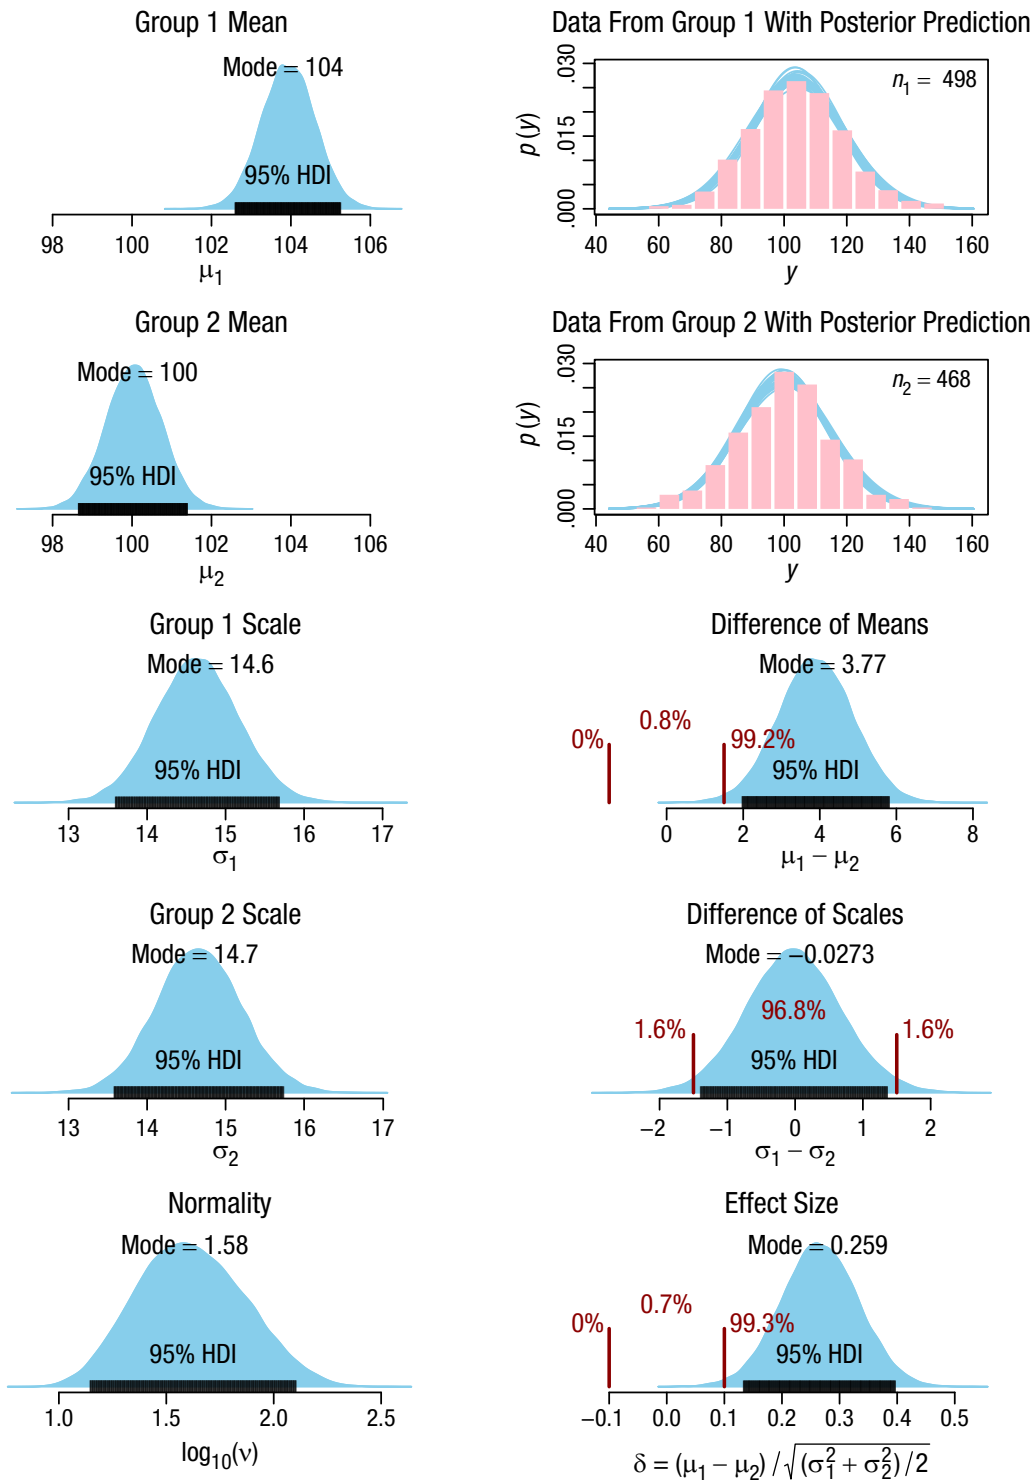 Group 1 Mean
Mode = 104
95% HDI
98 100 102 104 106
μ1
Data From Group 1 With Posterior Prediction
n1 = 498
p(y)
.030
.015
.000
40 60 80 100 120 140 160
y
Group 2 Mean
Mode = 100
95% HDI
98 100 102 104 106
μ2
Data From Group 2 With Posterior Prediction
n2 = 468
p(y)
.030
.015
.000
40 60 80 100 120 140 160
y
Group 1 Scale
Mode = 14.6
95% HDI
13 14 15 16 17
σ1
Difference of Means
Mode = 3.77
0% 0.8% 99.2%
95% HDI
0 2 4 6 8
μ1 − μ2
Group 2 Scale
Mode = 14.7
95% HDI
13 14 15 16 17
σ2
Difference of Scales
Mode = −0.0273
1.6% 96.8% 1.6%
95% HDI
−2 −1 0 1 2
σ1 − σ2
Normality
Mode = 1.58
95% HDI
1.0 1.5 2.0 2.5
log10(ν)
Effect Size
Mode = 0.259
0% 0.7% 99.3%
95% HDI
−0.1 0.0 0.1 0.2 0.3 0.4 0.5
δ = (μ1 − μ2) / √(σ1² + σ2²)/2